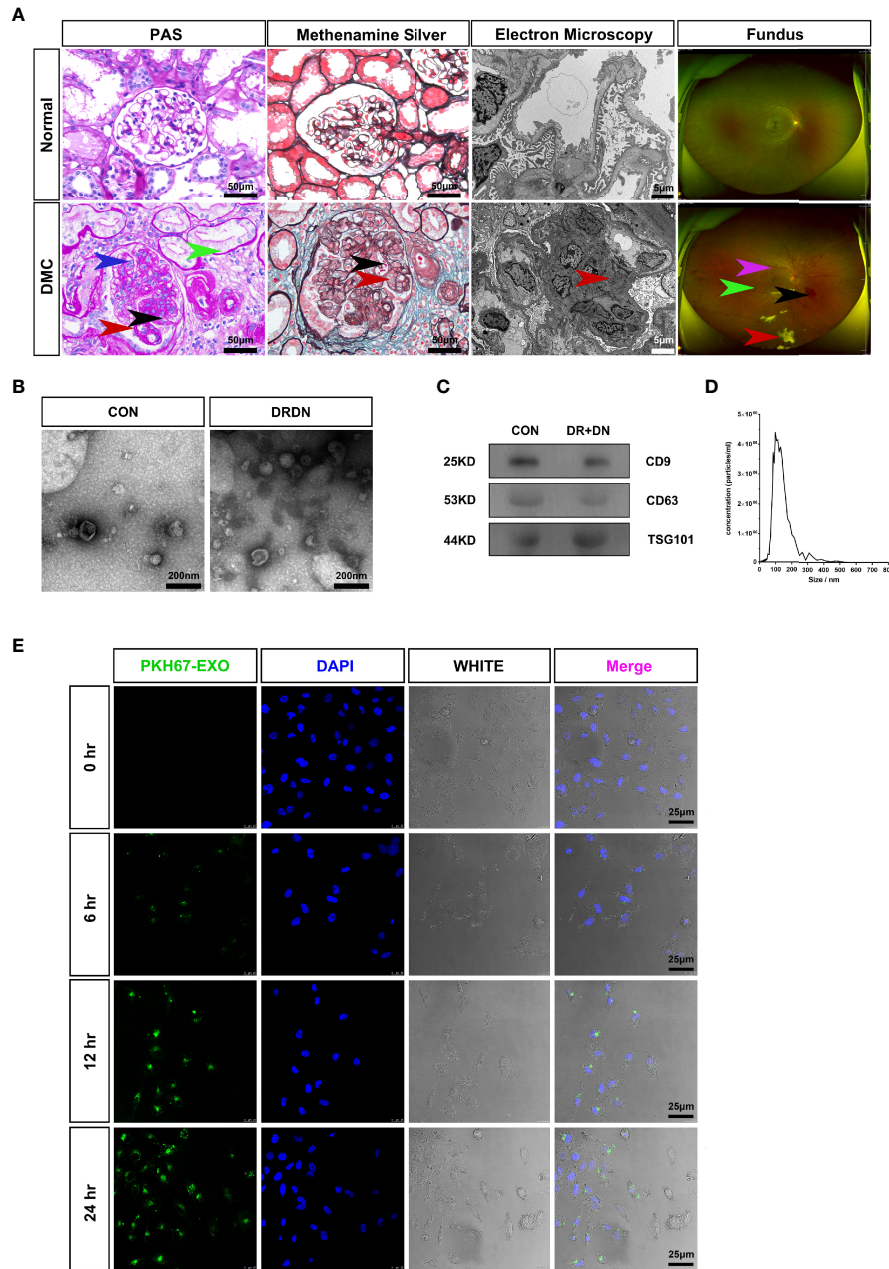 A
PAS
Methenamine Silver
Electron Microscopy
Fundus
Normal
50μm
50μm
5μm
DMC
50μm
50μm
5μm
B
CON
DRDN
200nm
200nm
C
CON
DR+DN
25KD
CD9
53KD
CD63
44KD
TSG101
D
concentration (particles/ml)
0
0 100 200 300 400 500 600 700
Size / nm
E
PKH67-EXO
DAPI
WHITE
Merge
0 hr
25μm
6 hr
25μm
12 hr
25μm
24 hr
25μm